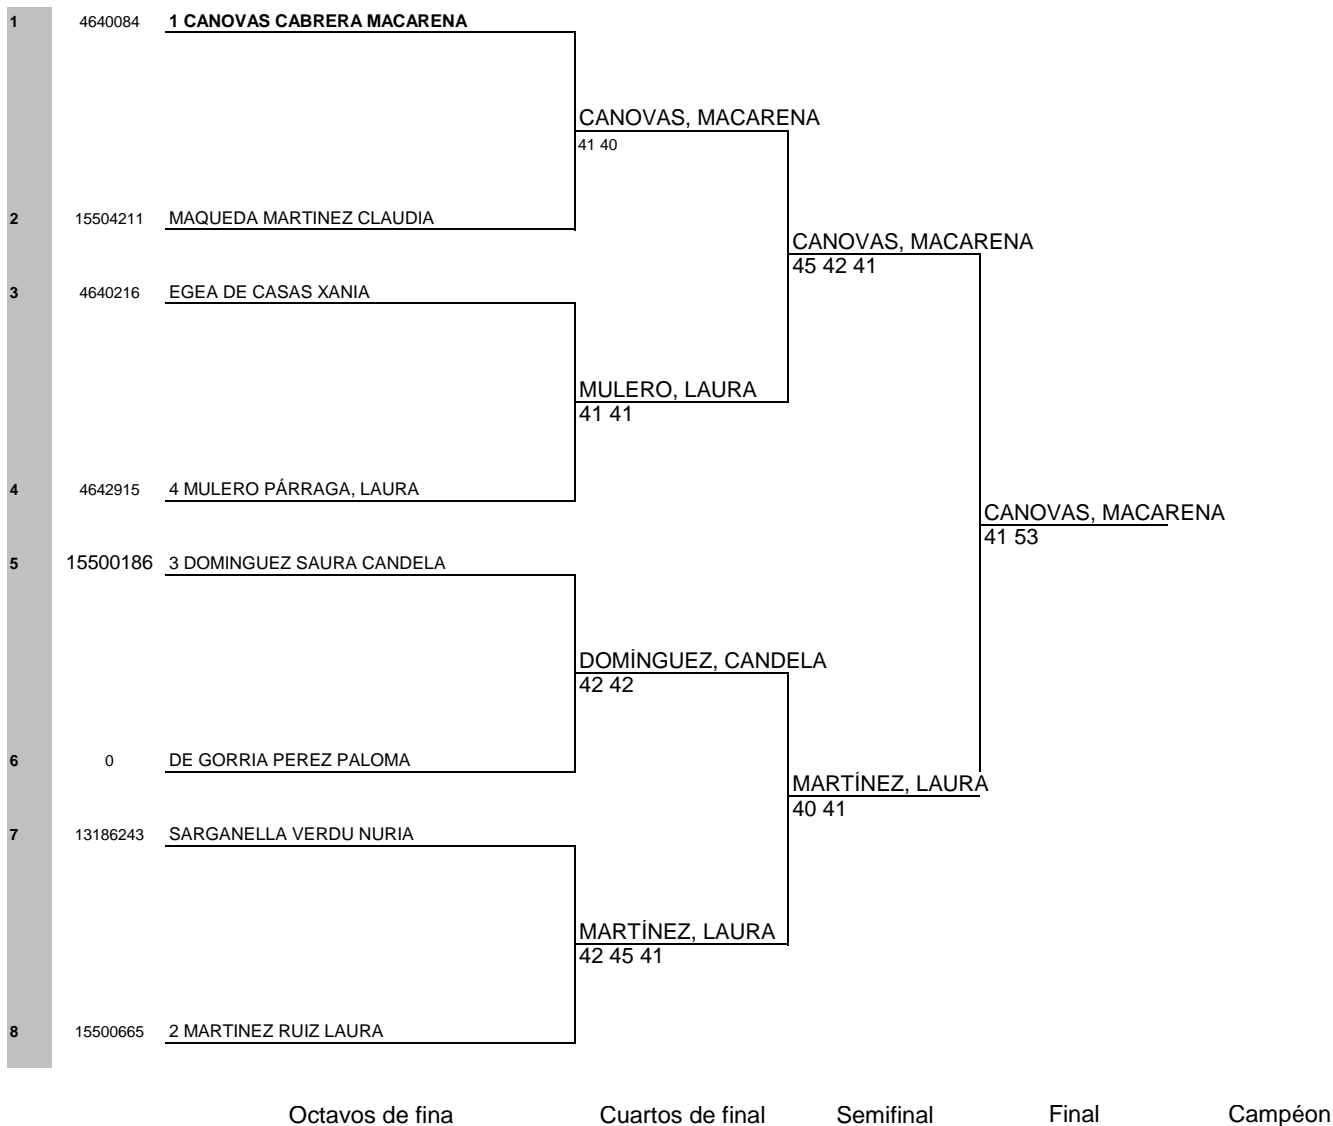 1 4640084 1 CANOVAS CABRERA MACARENA
CANOVAS, MACARENA
41 40
2 15504211 MAQUEDA MARTINEZ CLAUDIA
CANOVAS, MACARENA
45 42 41
3 4640216 EGEA DE CASAS XANIA
MULERO, LAURA
41 41
4 4642915 4 MULERO PÁRRAGA, LAURA
CANOVAS, MACARENA
41 53
5 15500186 3 DOMINGUEZ SAURA CANDELA
DOMÍNGUEZ, CANDELA
42 42
6 0 DE GORRIA PEREZ PALOMA
MARTÍNEZ, LAURA
40 41
7 13186243 SARGANELLA VERDU NURIA
MARTÍNEZ, LAURA
42 45 41
8 15500665 2 MARTINEZ RUIZ LAURA
Octavos de fina Cuartos de final Semifinal Final Campéon